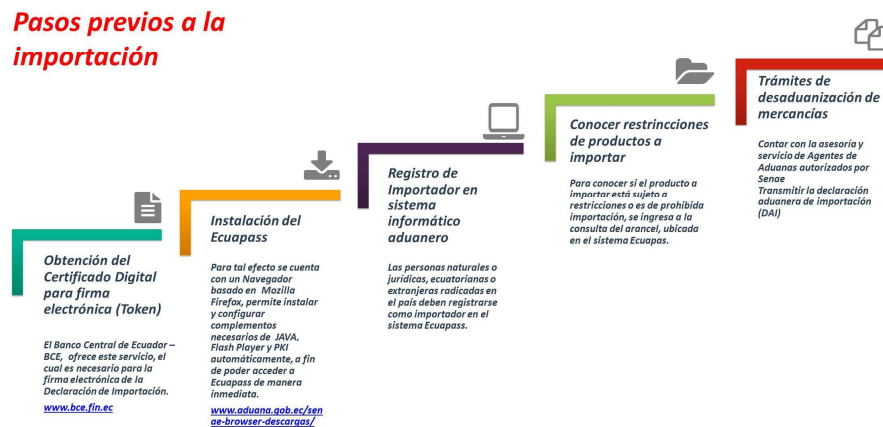 Pasos previos a la
importación
Obtención del
Certificado Digital
para firma
electrónica (Token)
El Banco Central de Ecuador –
BCE, ofrece este servicio, el
cual es necesario para la
firma electrónica de la
Declaración de Importación.
www.bce.fin.ec
Instalación del
Ecuapass
Para tal efecto se cuenta
con un Navegador
basado en Mozilla
Firefox, permite instalar
y configurar
complementos
necesarios de JAVA,
Flash Player y PKI
automáticamente, a fin
de poder acceder a
Ecuapass de manera
inmediata.
www.aduana.gob.ec/sen
ae-browser-descargas/
Registro de
Importador en
sistema
informático
aduanero
Las personas naturales o
jurídicas, ecuatorianas o
extranjeras radicadas en
el país deben registrarse
como importador en el
sistema Ecuapass.
Conocer restrincciones
de productos a
importar
Para conocer si el producto a
importar está sujeto a
restricciones o es de prohibida
importación, se ingresa a la
consulta del arancel, ubicada
en el sistema Ecuapas.
Trámites de
desaduanización de
mercancías
Contar con la asesoría y
servicio de Agentes de
Aduanas autorizados por
Senae
Transmitir la declaración
aduanera de importación
(DAI)